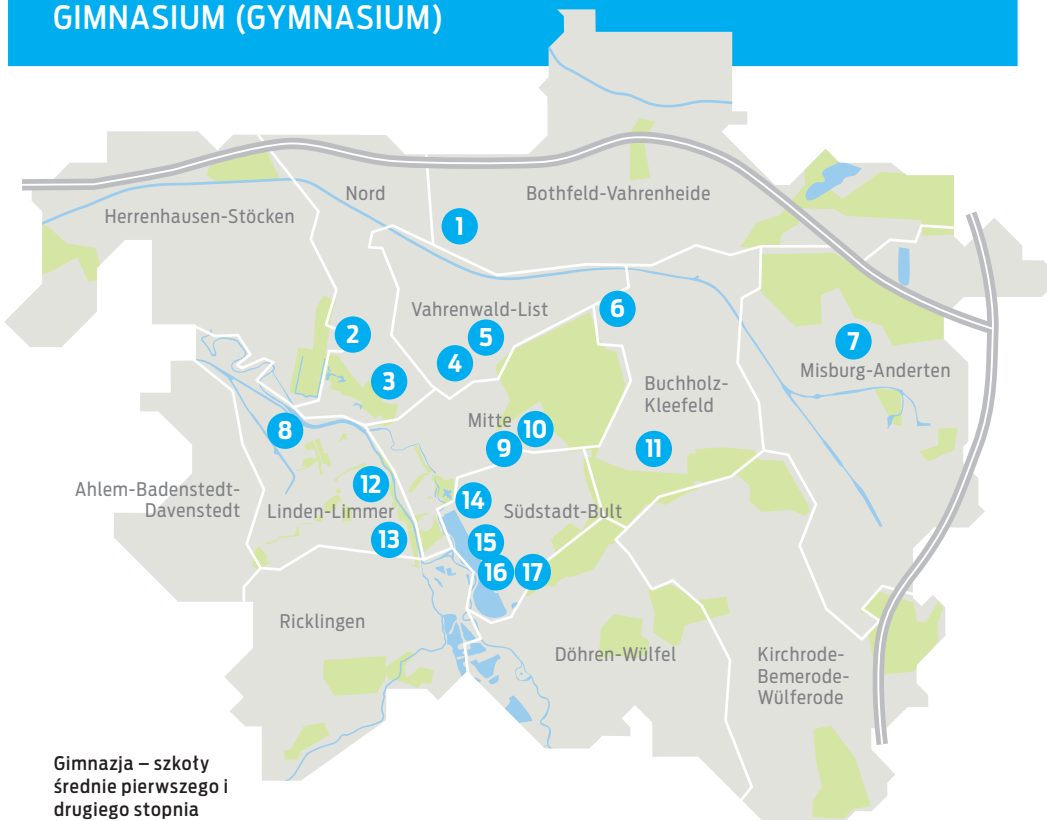 GIMNASIUM (GYMNASIUM)
Nord
Bothfeld-Vahrenheide
Herrenhausen-Stöcken
1
Vahrenwald-List
6
2
5
7
4
Misburg-Anderten
3
Buchholz-
Kleefeld
Mitte
10
8
9
11
12
Ahlem-Badenstedt-
Davenstedt
14
Linden-Limmer
Südstadt-Bult
13
15
16
17
Ricklingen
Döhren-Wülfel
Kirchrode-
Bemerode-
Wülferode
Gimnazja – szkoły
średnie pierwszego i
drugiego stopnia